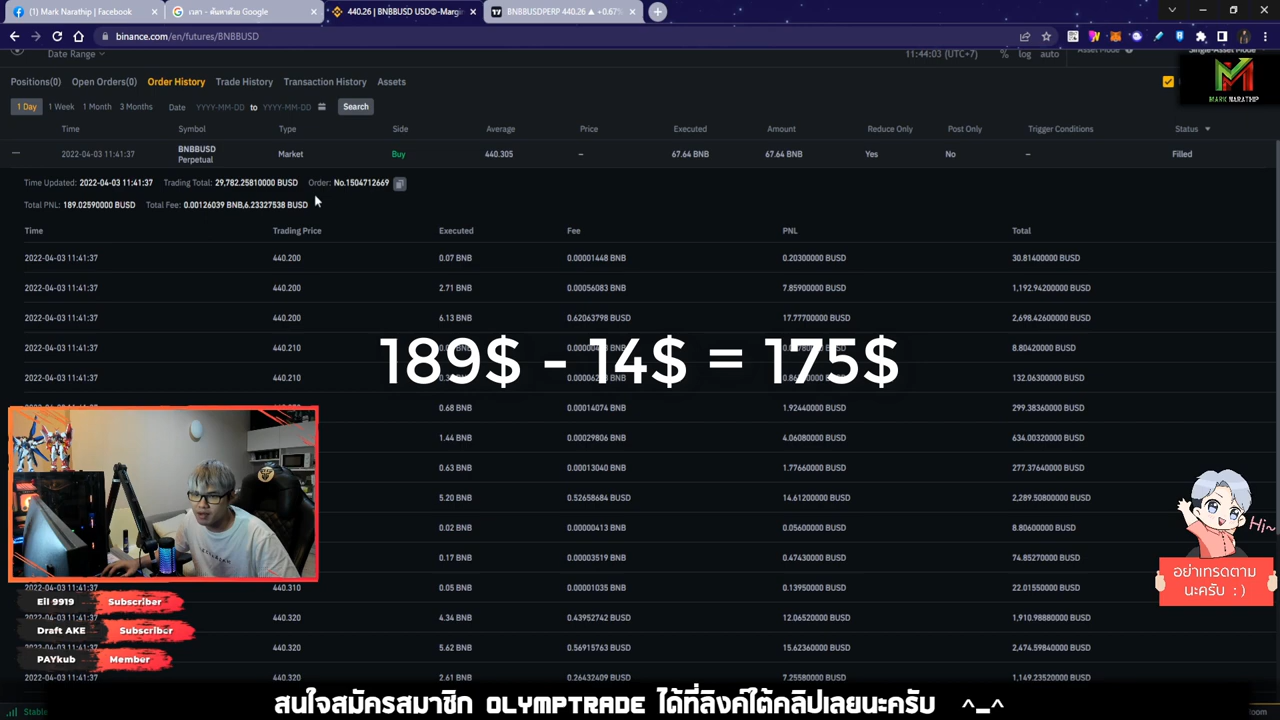 (1) Mark Narathip | Facebook
เวลา - ค้นหาด้วย Google
440.26 | BNBBUSD USD®-Margin
BNBBUSDPERP 440.26 ▲ +0.67%
binance.com/en/futures/BNBBUSD
Date Range
11:44:03 (UTC+7)
% log auto
MARK NARATHIP
Positions(0) Open Orders(0) Order History Trade History Transaction History Assets
1 Day 1 Week 1 Month 3 Months Date YYYY-MM-DD to YYYY-MM-DD Search
Time Symbol Type Side Average Price Executed Amount Reduce Only Post Only Trigger Conditions Status
2022-04-03 11:41:37 BNBBUSD Perpetual Market Buy 440.305 – 67.64 BNB 67.64 BNB Yes No – Filled
Time Updated: 2022-04-03 11:41:37 Trading Total: 29,782.25810000 BUSD Order: No.1504712669
Total PNL: 189.02590000 BUSD Total Fee: 0.00126039 BNB,6.23327538 BUSD
Time Trading Price Executed Fee PNL Total
2022-04-03 11:41:37 440.200 0.07 BNB 0.00001448 BNB 0.20300000 BUSD 30.81400000 BUSD
2022-04-03 11:41:37 440.200 2.71 BNB 0.00056083 BNB 7.85900000 BUSD 1,192.94200000 BUSD
2022-04-03 11:41:37 440.200 6.13 BNB 0.62063798 BUSD 17.77700000 BUSD 2,698.42600000 BUSD
2022-04-03 11:41:37 440.210 8.80420000 BUSD
189$ - 14$ = 175$
2022-04-03 11:41:37 440.210 132.06300000 BUSD
0.68 BNB 0.00014074 BNB 1.92440000 BUSD 299.38360000 BUSD
1.44 BNB 0.00029806 BNB 4.06080000 BUSD 634.00320000 BUSD
0.63 BNB 0.00013040 BNB 1.77660000 BUSD 277.37640000 BUSD
5.20 BNB 0.52658684 BUSD 14.61200000 BUSD 2,289.50800000 BUSD
0.02 BNB 0.00000413 BNB 0.05600000 BUSD 8.80600000 BUSD
0.17 BNB 0.00003519 BNB 0.47430000 BUSD 74.85270000 BUSD
2022-04-03 11:41:37 440.310 0.05 BNB 0.00001035 BNB 0.13950000 BUSD 22.01550000 BUSD
440.320 4.34 BNB 0.43952742 BUSD 12.06520000 BUSD 1,910.98880000 BUSD
440.320 5.62 BNB 0.56915763 BUSD 15.62360000 BUSD 2,474.59840000 BUSD
440.320 2.61 BNB 0.26432409 BUSD 7.25580000 BUSD 1,149.23520000 BUSD
Hi~
อย่าเทรดตาม
นะครับ : )
Eil 9919 Subscriber
Draft AKE Subscriber
PAYkub Member
สนใจสมัครสมาชิก OLYMPTRADE ได้ที่ลิงค์ใต้คลิปเลยนะครับ ^_^
Stable